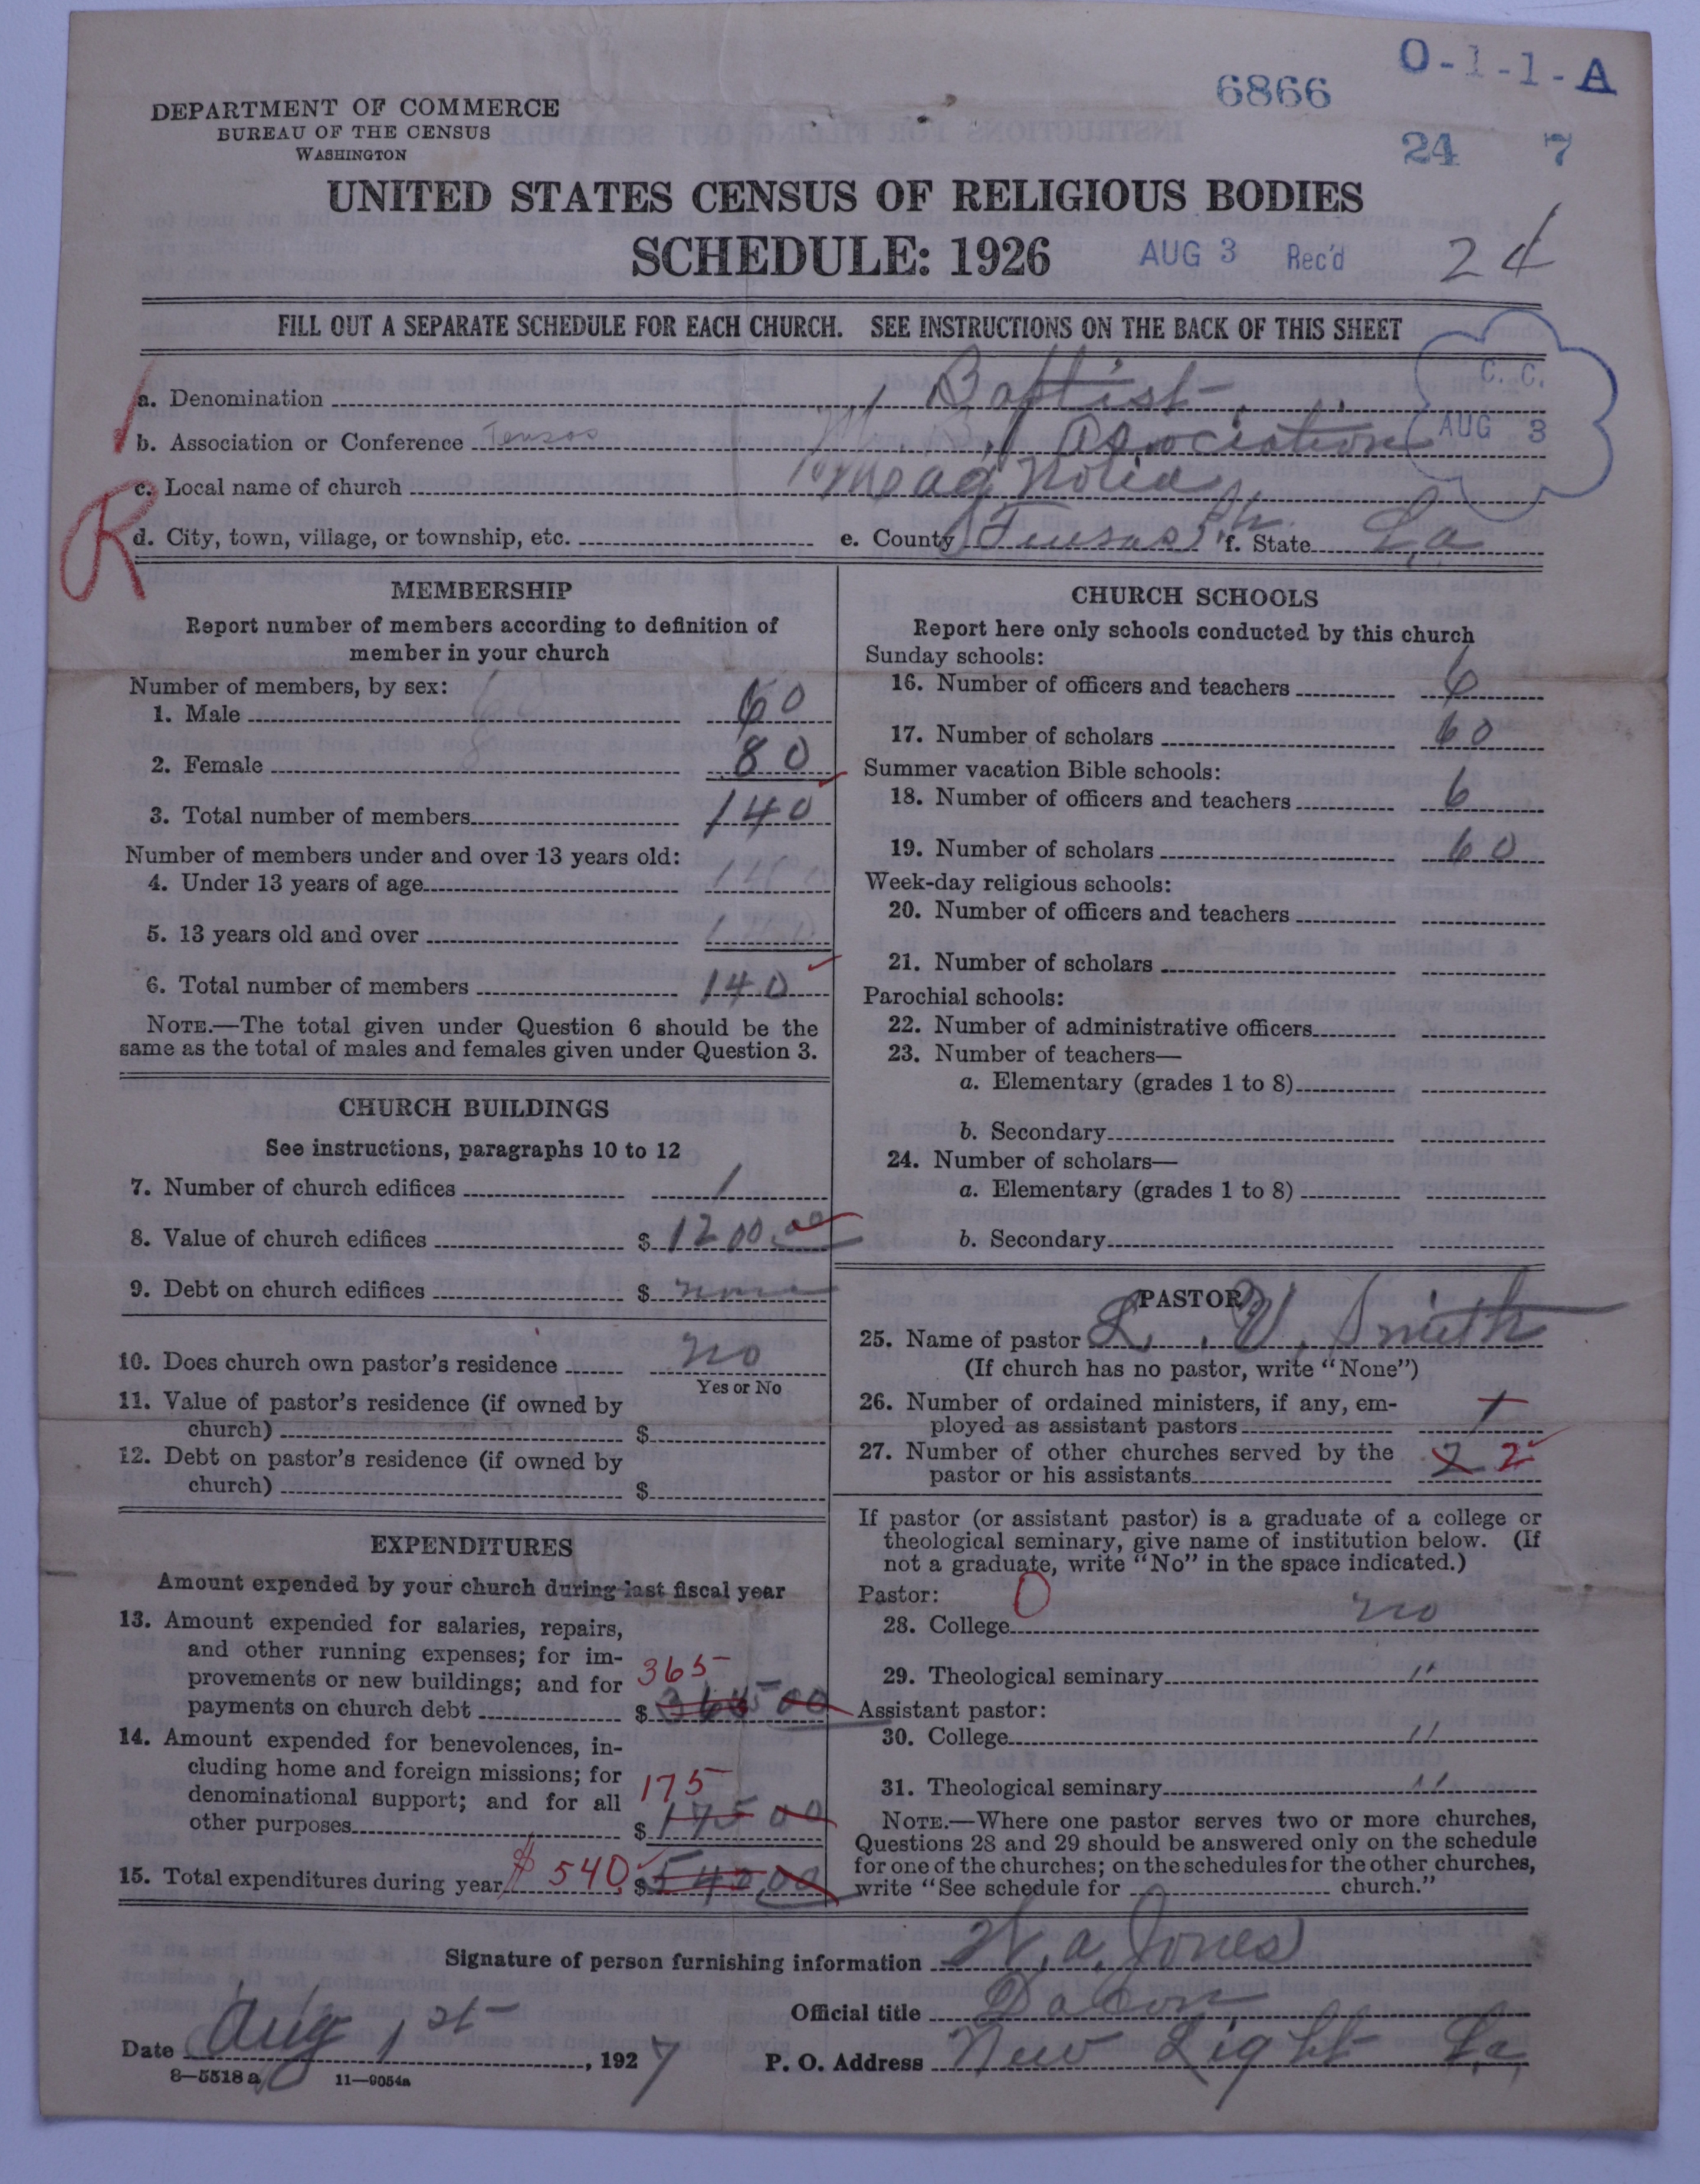 O-1-1-A
6866
DEPARTMENT OF COMMERCE
BUREAU OF THE CENSUS
WASHINGTON
24 7
UNITED STATES CENSUS OF RELIGIOUS BODIES
SCHEDULE: 1926 AUG 3 Rec'd
FILL OUT A SEPARATE SCHEDULE FOR EACH CHURCH. SEE INSTRUCTIONS ON THE BACK OF THIS SHEET
C. C.
AUG 3
a. Denomination Baptist
b. Association or Conference Tensas Association
c. Local name of church Magnolia
R
d. City, town, village, or township, etc. e. County Tensas Ph. f. State La
MEMBERSHIP
Report number of members according to definition of
member in your church
Number of members, by sex:
1. Male 60
2. Female 80
3. Total number of members 140
Number of members under and over 13 years old:
4. Under 13 years of age
5. 13 years old and over 140
6. Total number of members 140
NOTE.—The total given under Question 6 should be the
same as the total of males and females given under Question 3.
CHURCH BUILDINGS
See instructions, paragraphs 10 to 12
7. Number of church edifices 1
8. Value of church edifices $ 1200.00
9. Debt on church edifices $ none
10. Does church own pastor's residence no
Yes or No
11. Value of pastor's residence (if owned by
church) $
12. Debt on pastor's residence (if owned by
church) $
EXPENDITURES
Amount expended by your church during last fiscal year
13. Amount expended for salaries, repairs,
and other running expenses; for im-
provements or new buildings; and for 365
payments on church debt $ 365 00
14. Amount expended for benevolences, in-
cluding home and foreign missions; for
denominational support; and for all 175
other purposes $ 175 00
15. Total expenditures during year $ 540 $ 540.00
CHURCH SCHOOLS
Report here only schools conducted by this church
Sunday schools:
16. Number of officers and teachers 6
17. Number of scholars 60
Summer vacation Bible schools:
18. Number of officers and teachers 6
19. Number of scholars 60
Week-day religious schools:
20. Number of officers and teachers
21. Number of scholars
Parochial schools:
22. Number of administrative officers
23. Number of teachers—
a. Elementary (grades 1 to 8)
b. Secondary
24. Number of scholars—
a. Elementary (grades 1 to 8)
b. Secondary
PASTOR
25. Name of pastor L. V. Smith
(If church has no pastor, write "None")
26. Number of ordained ministers, if any, em-
ployed as assistant pastors 1
27. Number of other churches served by the
pastor or his assistants 2 2
If pastor (or assistant pastor) is a graduate of a college or
theological seminary, give name of institution below. (If
not a graduate, write "No" in the space indicated.)
Pastor: 0
28. College no
29. Theological seminary "
Assistant pastor:
30. College "
31. Theological seminary "
NOTE.—Where one pastor serves two or more churches,
Questions 28 and 29 should be answered only on the schedule
for one of the churches; on the schedules for the other churches,
write "See schedule for church."
Signature of person furnishing information W. a. Jones
Official title Dacon
Date Aug 1st, 1927 P. O. Address New Light La.
8—5518 a 11—9054a